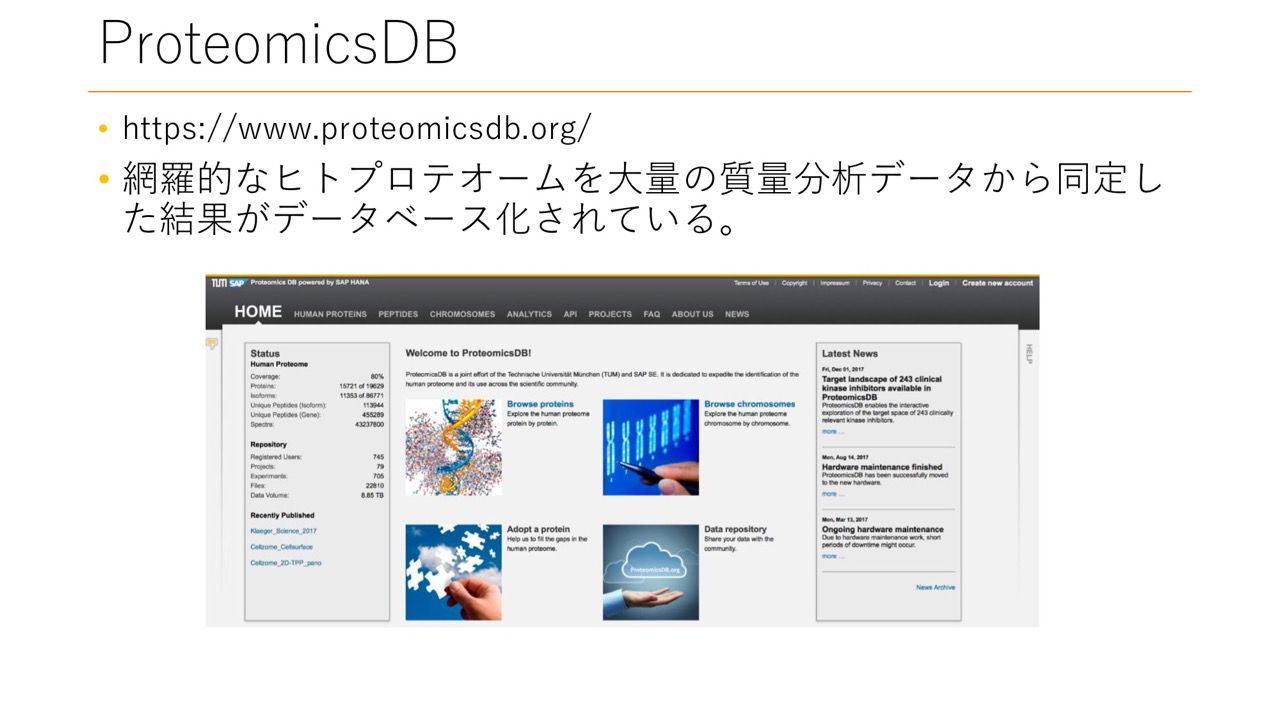 ProteomicsDB
• https://www.proteomicsdb.org/
• 網羅的なヒトプロテオームを大量の質量分析データから同定し
た結果がデータベース化されている。
TUM SAP Proteomics DB powered by SAP HANA
Terms of Use | Copyright | Impressum | Privacy | Contact | Login | Create new account
HOME HUMAN PROTEINS PEPTIDES CHROMOSOMES ANALYTICS API PROJECTS FAQ ABOUT US NEWS
HELP
Status
Human Proteome
Coverage: 80%
Proteins: 15721 of 19629
Isoforms: 11353 of 86771
Unique Peptides (Isoform): 113944
Unique Peptides (Gene): 455289
Spectra: 43237800
Repository
Registered Users: 745
Projects: 79
Experiments: 705
Files: 22810
Data Volume: 8.85 TB
Recently Published
Klaeger_Science_2017
Cellzome_Cellsurface
Cellzome_2D-TPP_pano
Welcome to ProteomicsDB!
ProteomicsDB is a joint effort of the Technische Universität München (TUM) and SAP SE. It is dedicated to expedite the identification of the
human proteome and its use across the scientific community.
Browse proteins
Explore the human proteome
protein by protein.
Browse chromosomes
Explore the human proteome
chromosome by chromosome.
Adopt a protein
Help us to fill the gaps in the
human proteome.
Data repository
Share your data with the
community.
ProteomicsDB.org
Latest News
Fri, Dec 01, 2017
Target landscape of 243 clinical
kinase inhibitors available in
ProteomicsDB
ProteomicsDB enables the interactive
exploration of the target space of 243 clinically
relevant kinase inhibitors.
more ...
Mon, Aug 14, 2017
Hardware maintenance finished
ProteomicsDB has been successfully moved
to the new hardware.
more ...
Mon, Mar 13, 2017
Ongoing hardware maintenance
Due to hardware maintenance work, short
periods of downtime might occur.
more ...
News Archive